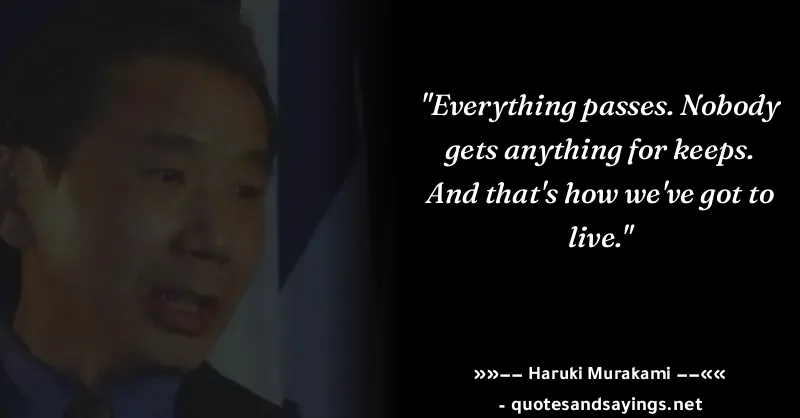 "Everything passes. Nobody
gets anything for keeps.
And that's how we've got to
live."
»»−− Haruki Murakami −−««
- quotesandsayings.net